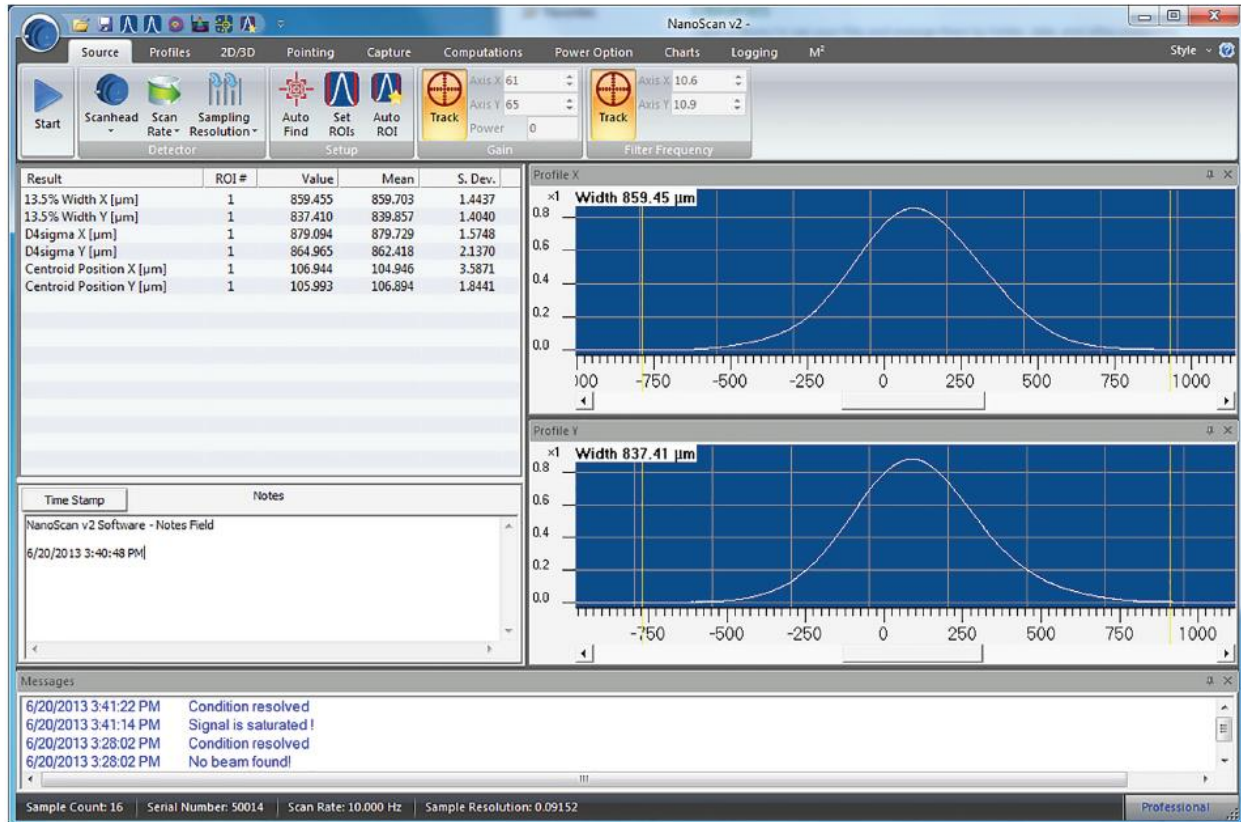 NanoScan v2 -
Source Profiles 2D/3D Pointing Capture Computations Power Option Charts Logging M² Style
Start
Scanhead
Scan Rate
Sampling Resolution
Detector
Auto Find
Set ROIs
Auto ROI
Setup
Track
Axis X 61
Axis Y 65
Power 0
Gain
Track
Axis X 10.6
Axis Y 10.9
Filter Frequency
Result ROI # Value Mean S. Dev.
13.5% Width X [µm] 1 859.455 859.703 1.4437
13.5% Width Y [µm] 1 837.410 839.857 1.4040
D4sigma X [µm] 1 879.094 879.729 1.5748
D4sigma Y [µm] 1 864.965 862.418 2.1370
Centroid Position X [µm] 1 106.944 104.946 3.5871
Centroid Position Y [µm] 1 105.993 106.894 1.8441
Time Stamp
Notes
NanoScan v2 Software - Notes Field
6/20/2013 3:40:48 PM
Profile X
×1 Width 859.45 µm
0.8
0.6
0.4
0.2
0.0
-750 -500 -250 0 250 500 750 1000
Profile Y
×1 Width 837.41 µm
0.8
0.6
0.4
0.2
0.0
-750 -500 -250 0 250 500 750 1000
Messages
6/20/2013 3:41:22 PM Condition resolved
6/20/2013 3:41:14 PM Signal is saturated !
6/20/2013 3:28:02 PM Condition resolved
6/20/2013 3:28:02 PM No beam found!
Sample Count: 16 Serial Number: 50014 Scan Rate: 10.000 Hz Sample Resolution: 0.09152 Professional